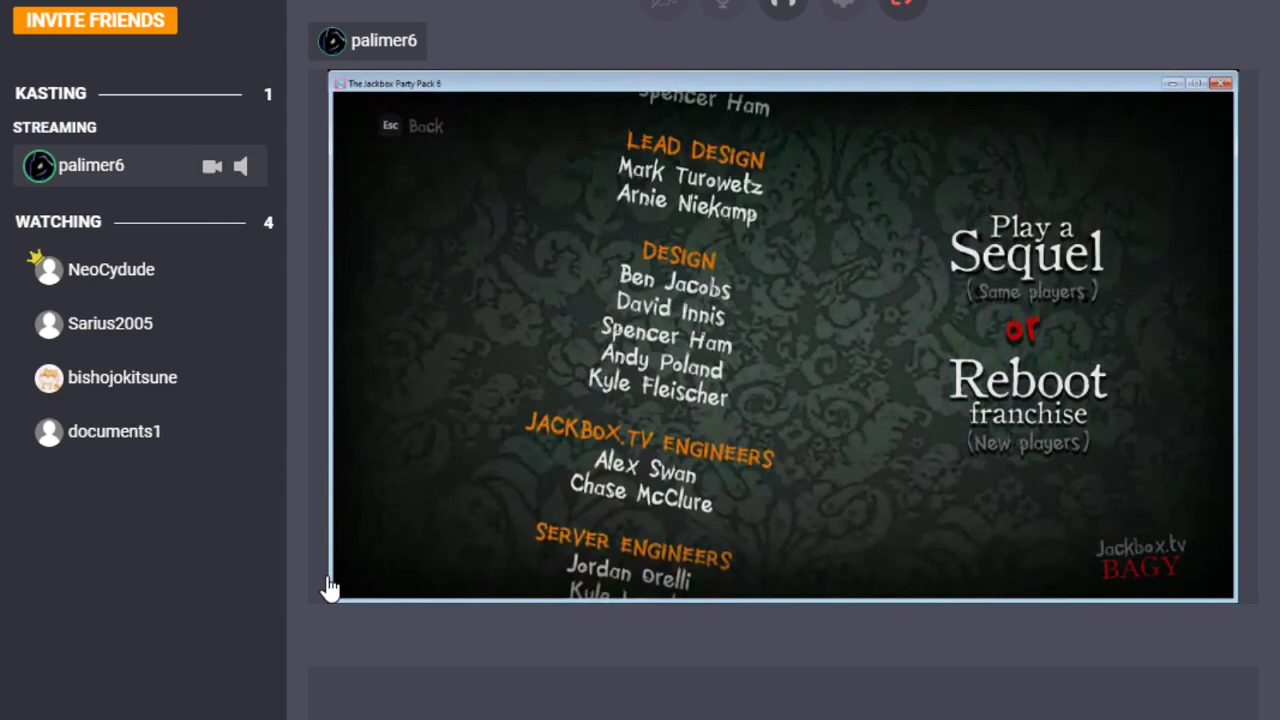 INVITE FRIENDS
KASTING 1
STREAMING
palimer6
WATCHING 4
NeoCydude
Sarius2005
bishojokitsune
documents1
palimer6
The Jackbox Party Pack 6
Esc Back
Spencer Ham
LEAD DESIGN
Mark Turowetz
Arnie Niekamp
DESIGN
Ben Jacobs
David Innis
Spencer Ham
Andy Poland
Kyle Fleischer
JACKBOX.TV ENGINEERS
Alex Swan
Chase McClure
SERVER ENGINEERS
Jordan Orelli
Kyle
Play a
Sequel
(Same players)
or
Reboot
franchise
(New players)
Jackbox.tv
BAGY